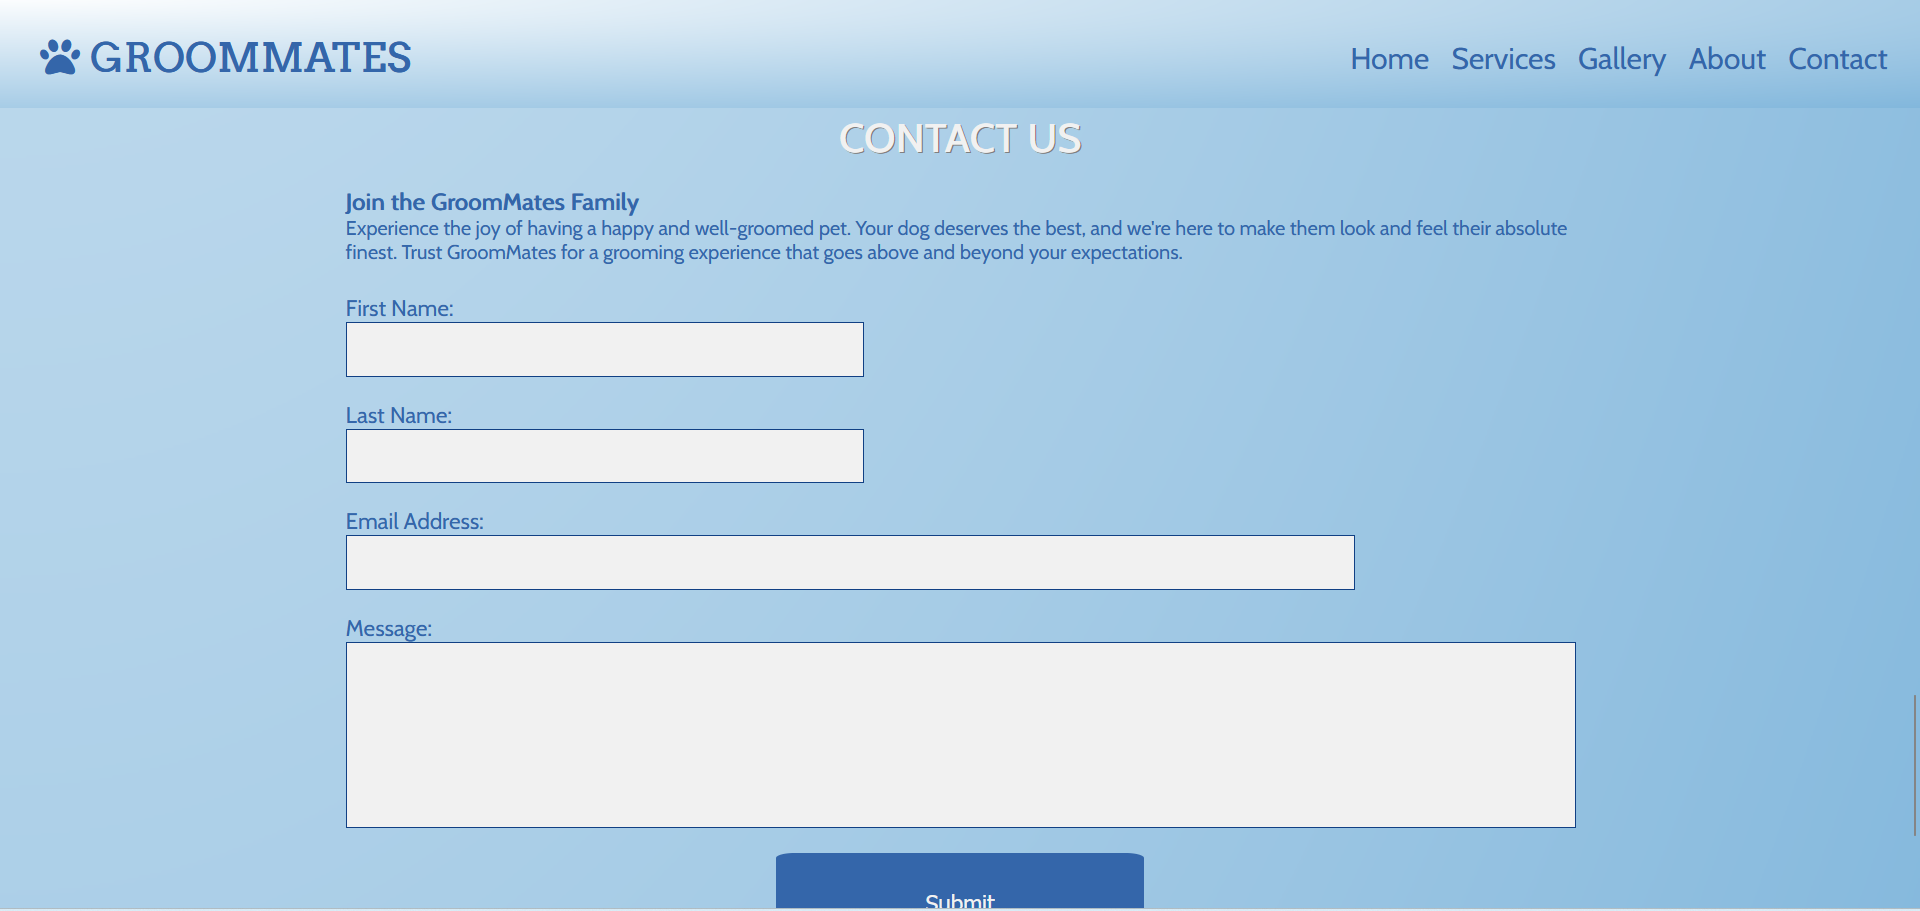 GROOMMATES
Home Services Gallery About Contact
CONTACT US
Join the GroomMates Family
Experience the joy of having a happy and well-groomed pet. Your dog deserves the best, and we're here to make them look and feel their absolute
finest. Trust GroomMates for a grooming experience that goes above and beyond your expectations.
First Name:
Last Name:
Email Address:
Message:
Submit